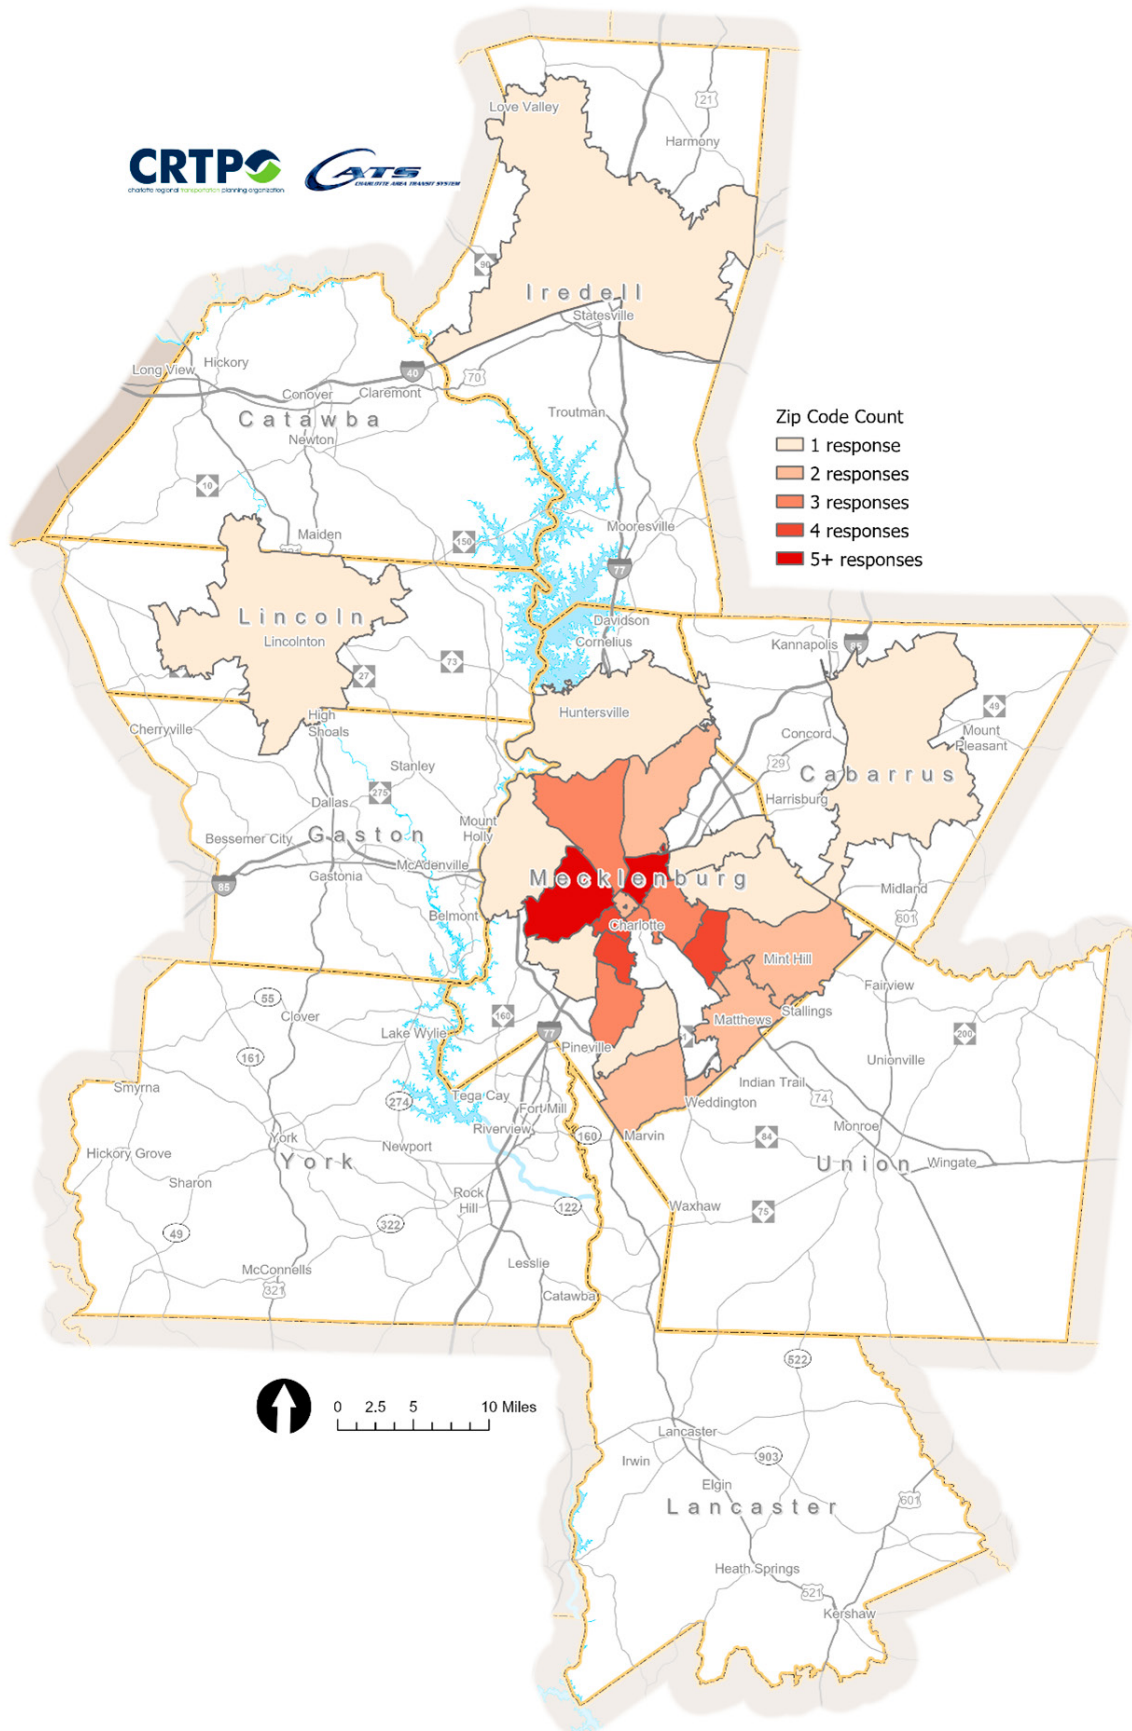 Love Valley
21
Harmony
CRTPO
charlotte regional transportation planning organization
CATS
CHARLOTTE AREA TRANSIT SYSTEM
90
Iredell
Statesville
Long View
Hickory
40
70
Conover
Claremont
Catawba
Newton
Troutman
Zip Code Count
1 response
2 responses
3 responses
4 responses
5+ responses
10
Maiden
150
Mooresville
77
Lincoln
Lincolnton
27
73
Davidson
Cornelius
Kannapolis
85
Huntersville
49
Mount
Pleasant
Cherryville
High
Shoals
Concord
29
Cabarrus
Stanley
275
Dallas
Harrisburg
Mount
Holly
Bessemer City
Gaston
McAdenville
Gastonia
85
Mecklenburg
Midland
601
Belmont
Charlotte
Mint Hill
Fairview
55
Clover
160
Lake Wylie
77
Pineville
Matthews
Stallings
200
161
Unionville
Smyrna
274
Tega Cay
Fort Mill
Indian Trail
74
Weddington
Monroe
Riverview
160
Marvin
84
York
Newport
Hickory Grove
York
Union
Wingate
Sharon
Rock
Hill
122
Waxhaw
75
322
49
McConnells
321
Lesslie
Catawba
522
0
2.5
5
10 Miles
Lancaster
Irwin
903
Elgin
Lancaster
601
Heath Springs
521
Kershaw